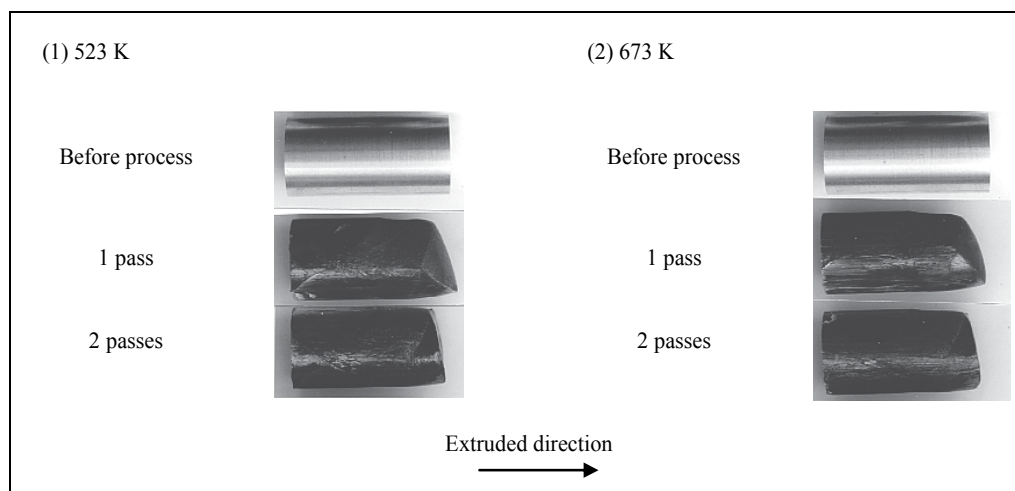 (1) 523 K
(2) 673 K
Before process
Before process
1 pass
1 pass
2 passes
2 passes
Extruded direction